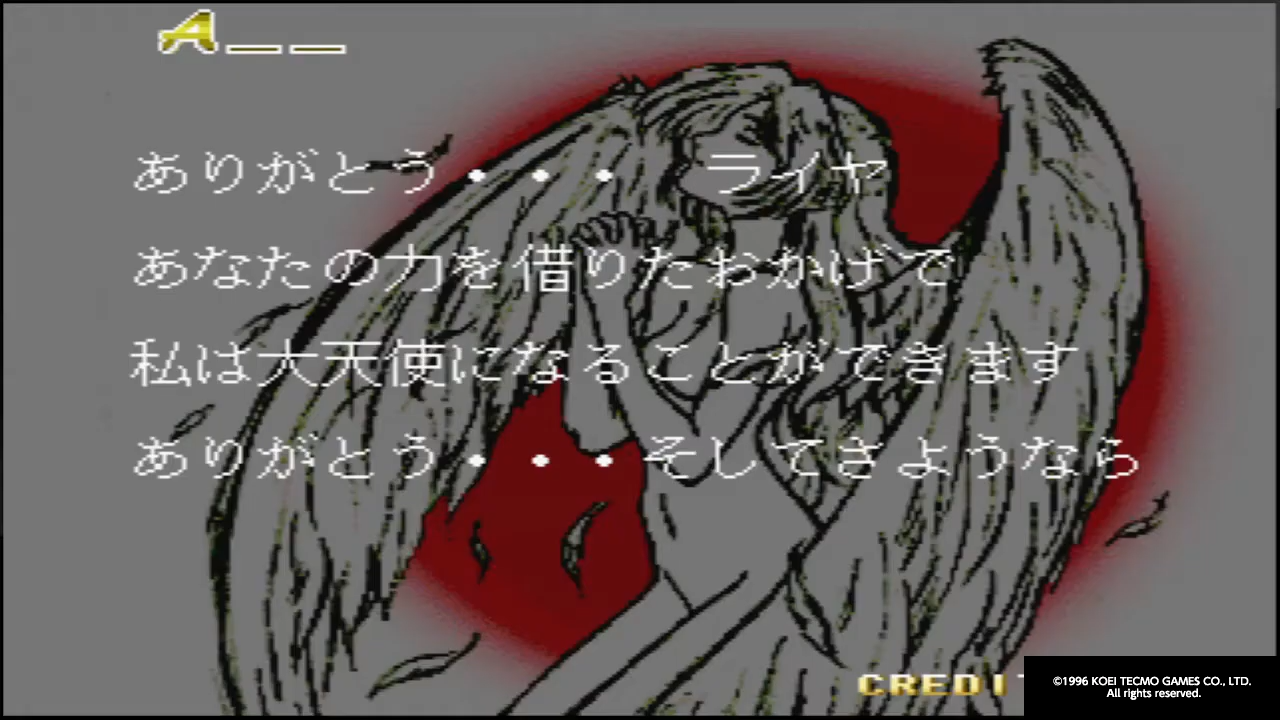 A__
ありがとう・・・ ライヤ
あなたの力を借りたおかげで
私は大天使になることができます
ありがとう・・・そしてさようなら
CREDI
©1996 KOEI TECMO GAMES CO., LTD.
All rights reserved.